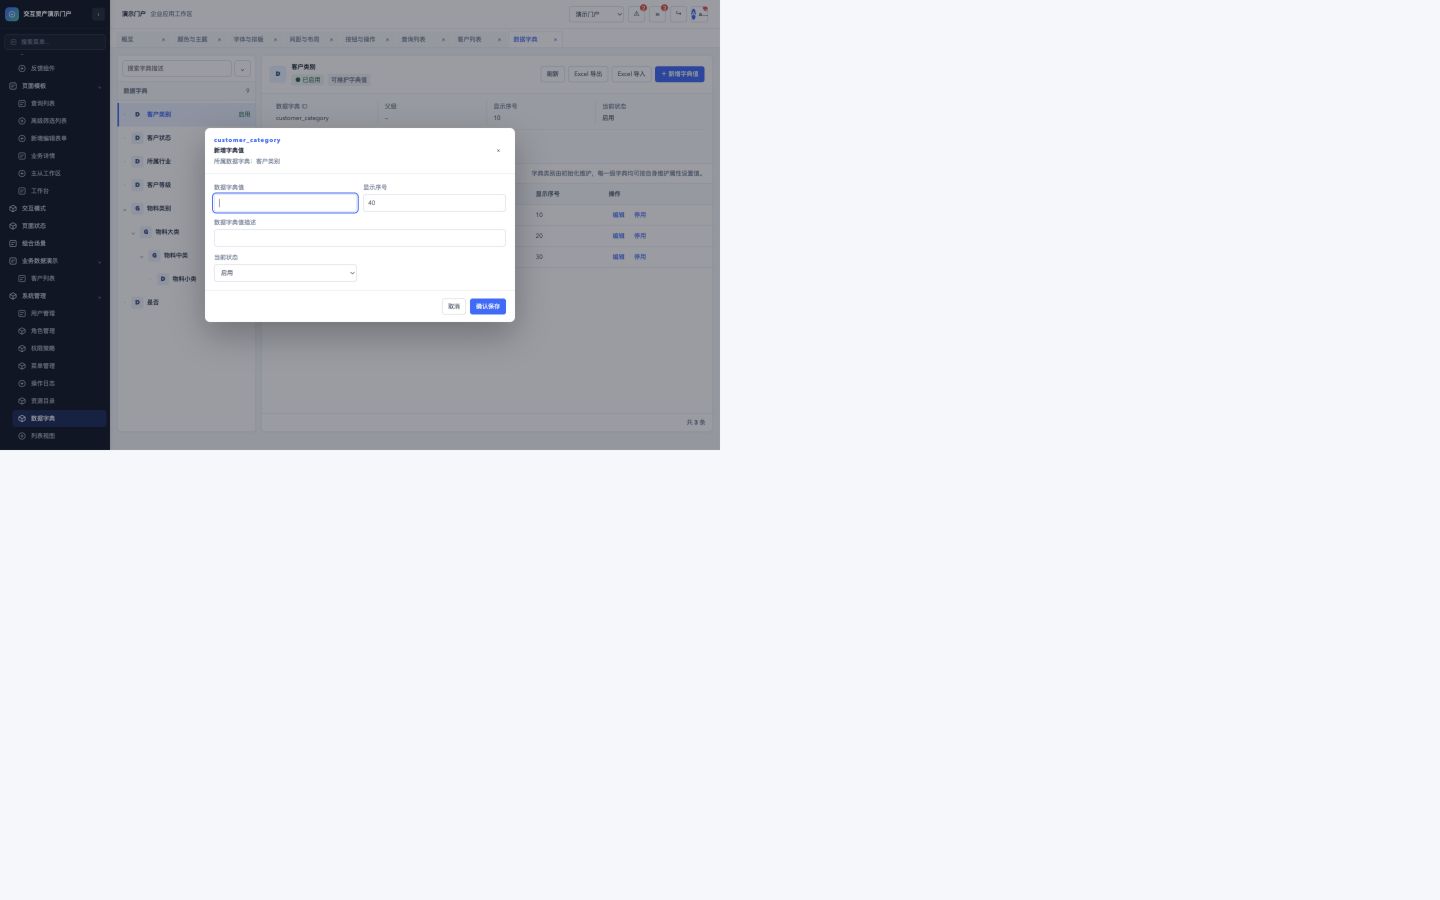 交互资产演示门户
搜索菜单...
反馈组件
页面模板
查询列表
高级筛选列表
新增编辑表单
业务详情
主从工作区
工作台
交互模式
页面状态
组合场景
业务数据演示
客户列表
系统管理
用户管理
角色管理
权限策略
菜单管理
操作日志
资源目录
数据字典
列表视图
演示门户 企业应用工作区
演示门户
概览 × 颜色与主题 × 字体与排版 × 间距与布局 × 按钮与操作 × 查询列表 × 客户列表 × 数据字典 ×
搜索字典描述
数据字典 9
D 客户类别 启用
D 客户状态
D 所属行业
D 客户等级
G 物料类别
G 物料大类
G 物料中类
D 物料小类
D 是否
D 客户类别
已启用 可维护字典值
刷新 Excel 导出 Excel 导入 + 新增字典值
数据字典 ID 父级 显示序号 当前状态
customer_category – 10 启用
字典类别由初始化维护，每一级字典均可按自身维护属性设置值。
显示序号 操作
10 编辑 停用
20 编辑 停用
30 编辑 停用
共 3 条
customer_category
新增字典值
所属数据字典：客户类别
×
数据字典值 显示序号
40
数据字典值描述
当前状态
启用
取消 确认保存